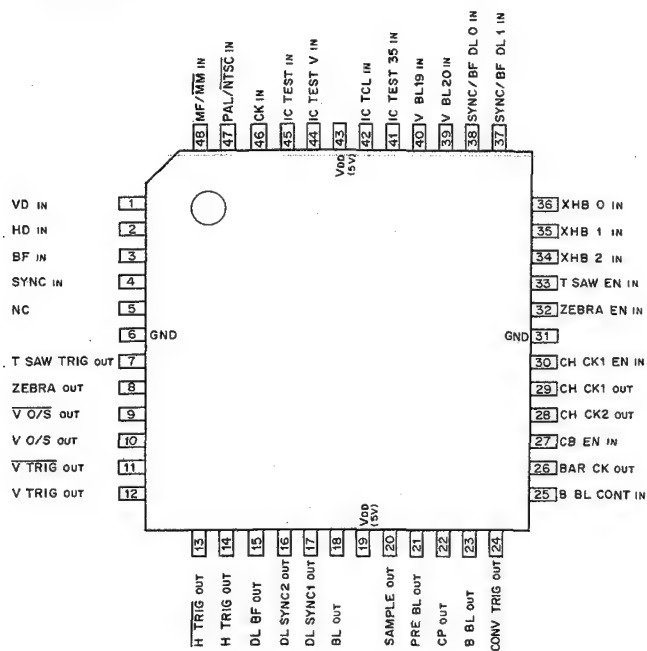 48 MF/M̅M̅ IN
47 PAL/N̅T̅S̅C̅ IN
46 CK IN
45 IC TEST IN
44 IC TEST V IN
43 VDD (5V)
42 IC TCL IN
41 IC TEST 35 IN
40 V BL19 IN
39 V BL20 IN
38 SYNC/BF DL 0 IN
37 SYNC/BF DL 1 IN
VD IN 1
HD IN 2
BF IN 3
SYNC IN 4
NC 5
6 GND
T SAW TRIG OUT 7
ZEBRA OUT 8
V̅ O̅/̅S̅ OUT 9
V O/S OUT 10
V̅ T̅R̅I̅G̅ OUT 11
V TRIG OUT 12
36 XHB 0 IN
35 XHB 1 IN
34 XHB 2 IN
33 T SAW EN IN
32 ZEBRA EN IN
GND 31
30 CH CK1 EN IN
29 CH CK1 OUT
28 CH CK2 OUT
27 CB EN IN
26 BAR CK OUT
25 B BL CONT IN
13 H̅ T̅R̅I̅G̅ OUT
14 H TRIG OUT
15 DL BF OUT
16 DL SYNC2 OUT
17 DL SYNC1 OUT
18 BL OUT
VDD (5V) 19
20 SAMPLE OUT
21 PRE BL OUT
22 CP OUT
23 B BL OUT
24 CONV TRIG OUT